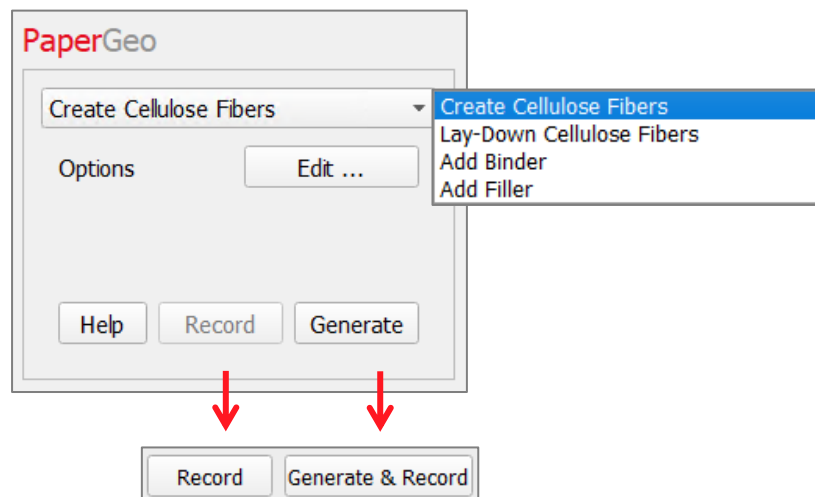 PaperGeo
Create Cellulose Fibers
Create Cellulose Fibers
Lay-Down Cellulose Fibers
Add Binder
Add Filler
Options
Edit ...
Help
Record
Generate
Record
Generate & Record